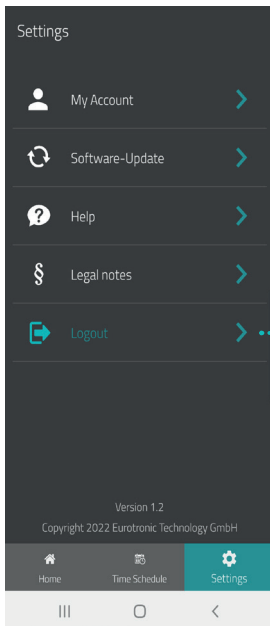 Settings
My Account
Software-Update
Help
§ Legal notes
Logout
Version 1.2
Copyright 2022 Eurotronic Technology GmbH
Home Time Schedule Settings